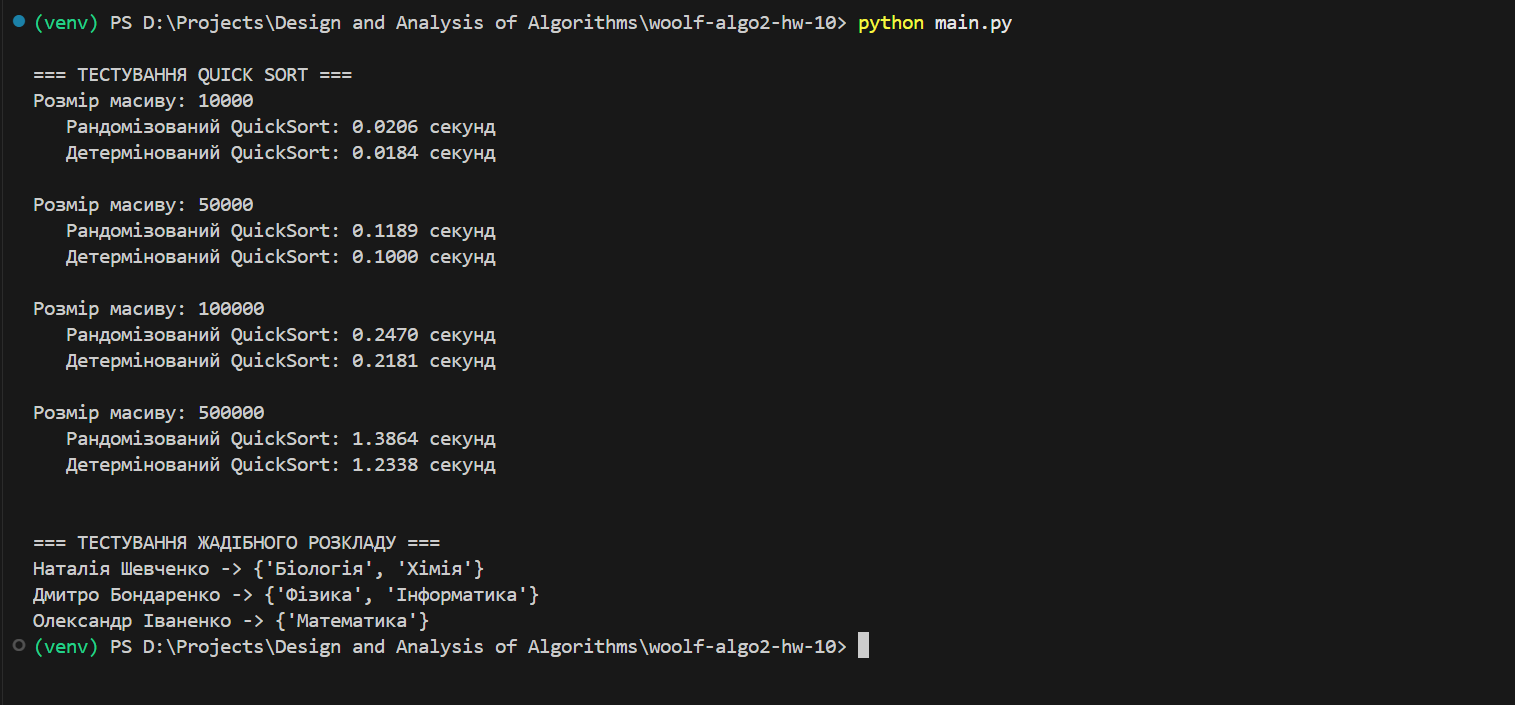 (venv) PS D:\Projects\Design and Analysis of Algorithms\woolf-algo2-hw-10> python main.py
=== ТЕСТУВАННЯ QUICK SORT ===
Розмір масиву: 10000
Рандомізований QuickSort: 0.0206 секунд
Детермінований QuickSort: 0.0184 секунд
Розмір масиву: 50000
Рандомізований QuickSort: 0.1189 секунд
Детермінований QuickSort: 0.1000 секунд
Розмір масиву: 100000
Рандомізований QuickSort: 0.2470 секунд
Детермінований QuickSort: 0.2181 секунд
Розмір масиву: 500000
Рандомізований QuickSort: 1.3864 секунд
Детермінований QuickSort: 1.2338 секунд
=== ТЕСТУВАННЯ ЖАДІБНОГО РОЗКЛАДУ ===
Наталія Шевченко -> {'Біологія', 'Хімія'}
Дмитро Бондаренко -> {'Фізика', 'Інформатика'}
Олександр Іваненко -> {'Математика'}
(venv) PS D:\Projects\Design and Analysis of Algorithms\woolf-algo2-hw-10>